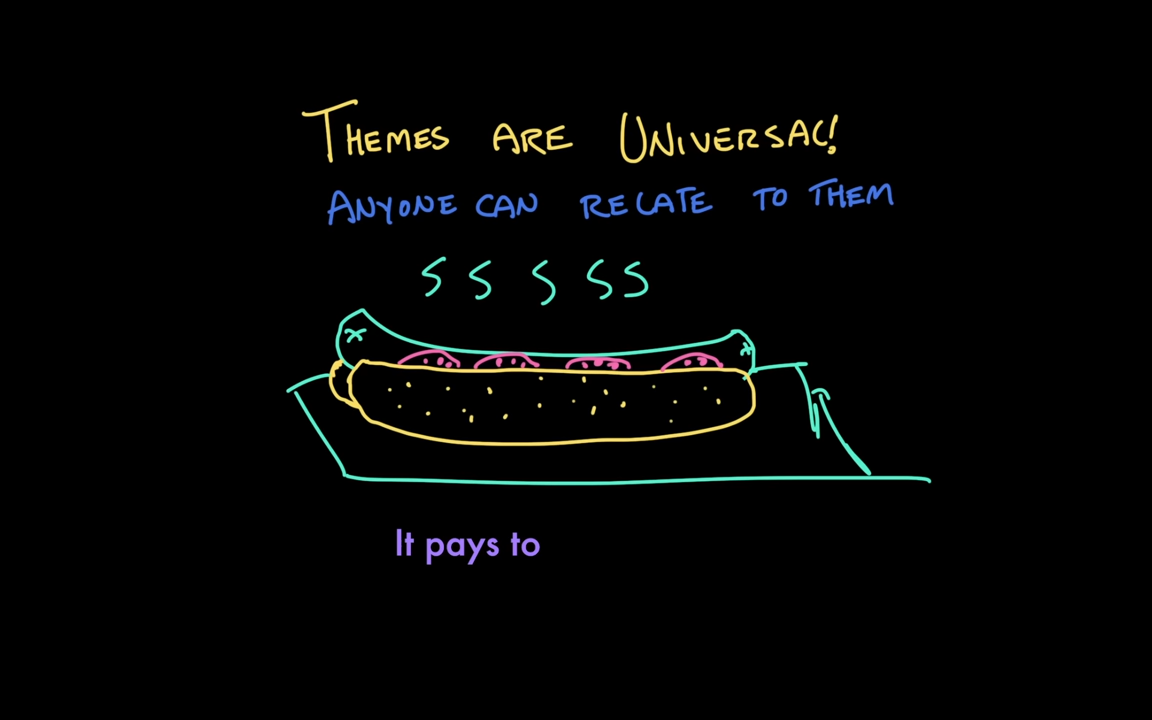 THEMES ARE UNIVERSAL!
ANYONE CAN RELATE TO THEM
It pays to